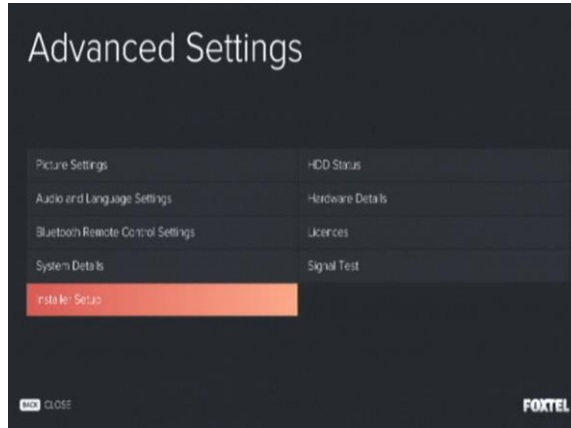 Advanced Settings
Picture Settings
HDD Status
Audio and Language Settings
Hardware Details
Bluetooth Remote Control Settings
Licences
System Details
Signal Test
Installer Setup
BACK CLOSE
FOXTEL